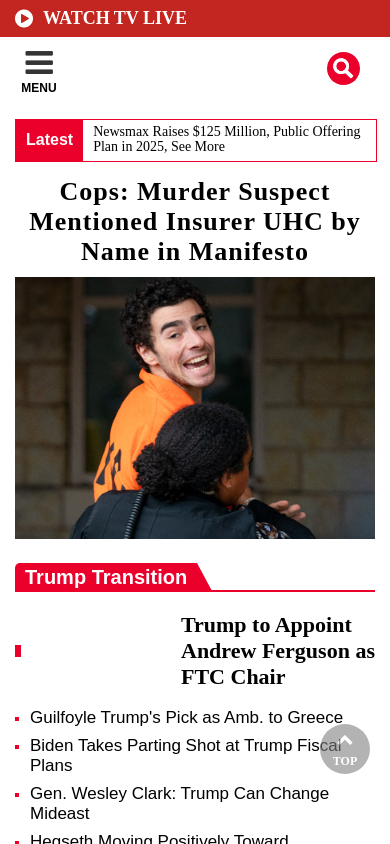 WATCH TV LIVE
MENU
Latest
Newsmax Raises $125 Million, Public Offering
Plan in 2025, See More
Cops: Murder Suspect
Mentioned Insurer UHC by
Name in Manifesto
Trump Transition
Trump to Appoint
Andrew Ferguson as
FTC Chair
Guilfoyle Trump's Pick as Amb. to Greece
Biden Takes Parting Shot at Trump Fiscal
Plans
TOP
Gen. Wesley Clark: Trump Can Change
Mideast
Hegseth Moving Positively Toward